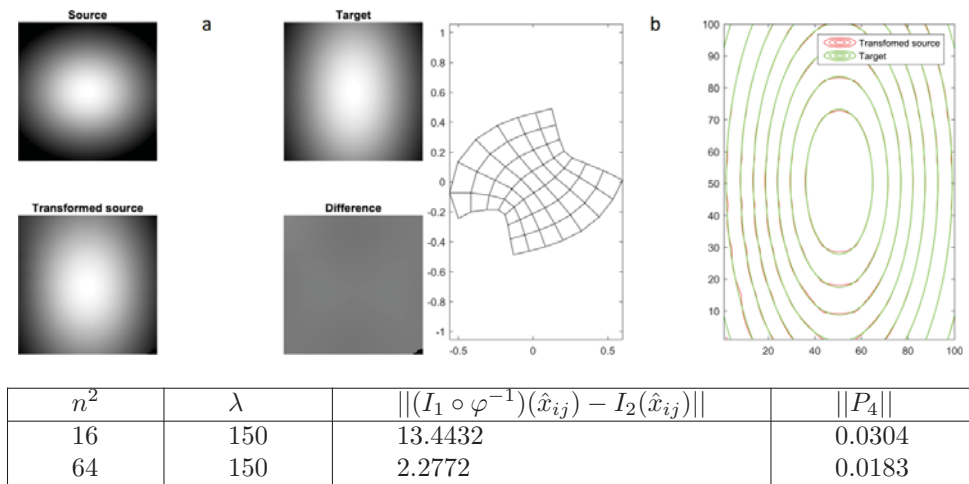 Source
a
Target
b
Transformed source
Difference
1
0.8
0.6
0.4
0.2
0
-0.2
-0.4
-0.6
-0.8
-1
-0.5
0
0.5
100
90
80
70
60
50
40
30
20
10
20
40
60
80
100
Transfomed source
Target
n² λ ||(I₁ ∘ φ⁻¹)(x̂ᵢⱼ) − I₂(x̂ᵢⱼ)|| ||P₄||
16 150 13.4432 0.0304
64 150 2.2772 0.0183